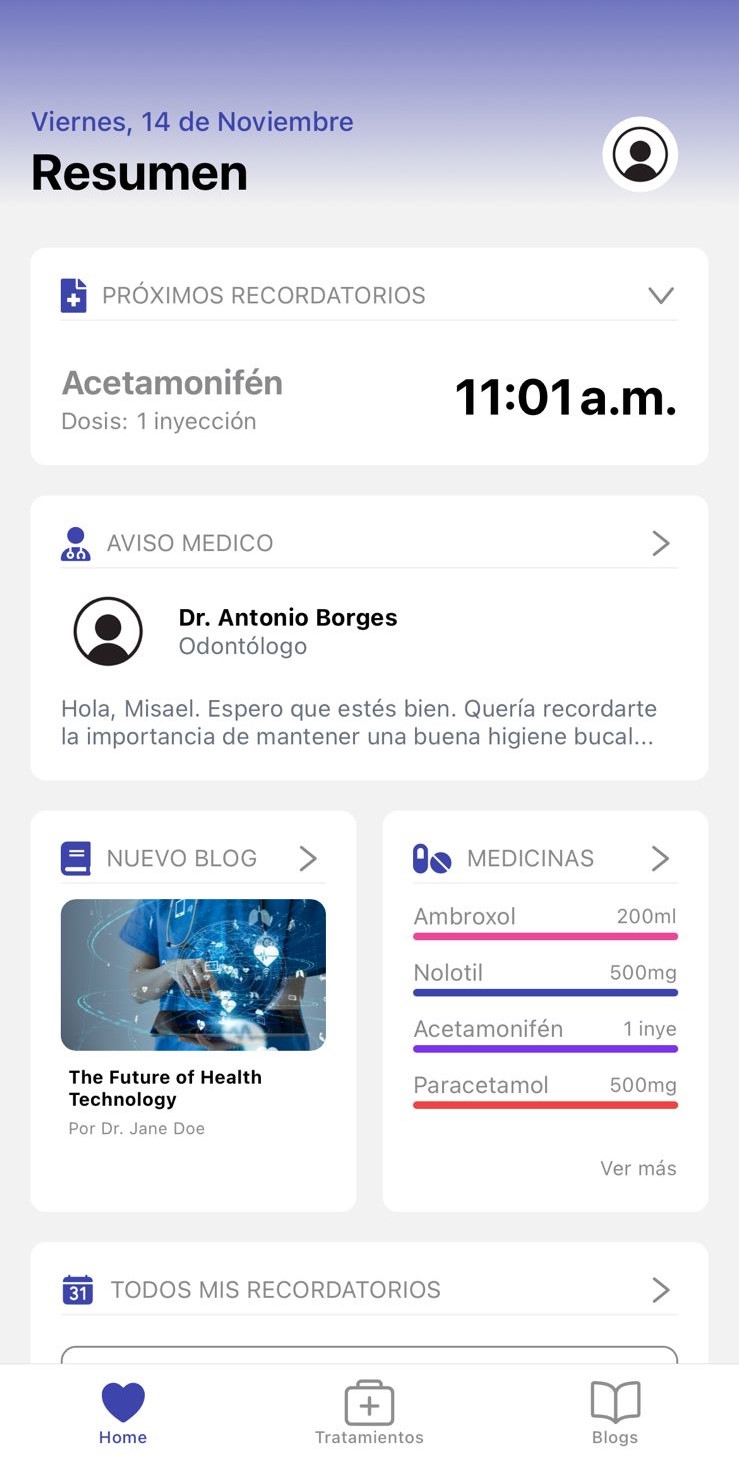 Viernes, 14 de Noviembre
Resumen
PRÓXIMOS RECORDATORIOS
Acetamonifén
Dosis: 1 inyección
11:01 a.m.
AVISO MEDICO
Dr. Antonio Borges
Odontólogo
Hola, Misael. Espero que estés bien. Quería recordarte
la importancia de mantener una buena higiene bucal...
NUEVO BLOG
The Future of Health
Technology
Por Dr. Jane Doe
MEDICINAS
Ambroxol 200ml
Nolotil 500mg
Acetamonifén 1 inye
Paracetamol 500mg
Ver más
31 TODOS MIS RECORDATORIOS
Home Tratamientos Blogs